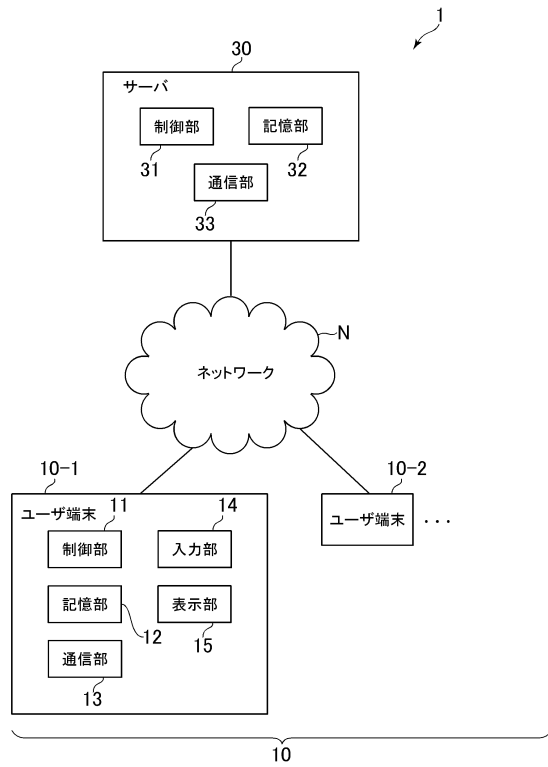 1
30
サーバ
制御部
記憶部
31
32
通信部
33
N
ネットワーク
10-1
10-2
ユーザ端末
11
14
ユーザ端末 ...
制御部
入力部
記憶部
表示部
12
15
通信部
13
10